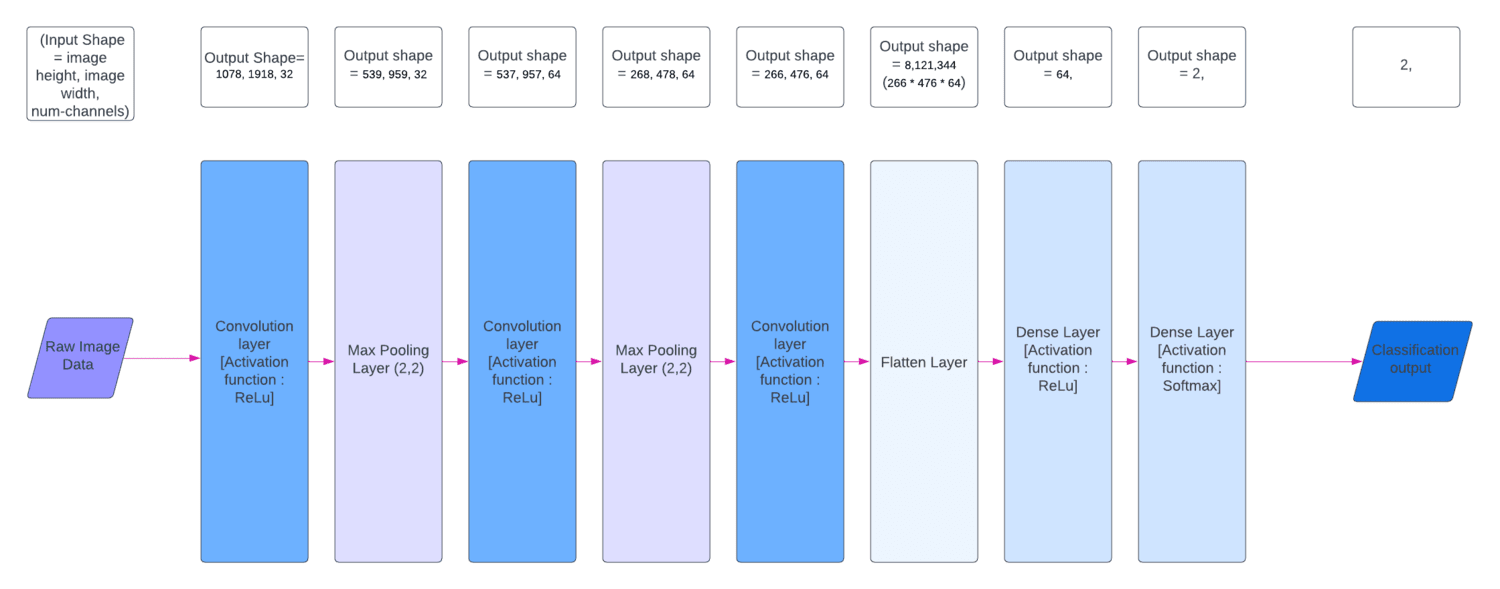 (Input Shape
= image
height, image
width,
num-channels)
Output Shape=
1078, 1918, 32
Output shape
= 539, 959, 32
Output shape
= 537, 957, 64
Output shape
= 268, 478, 64
Output shape
= 266, 476, 64
Output shape
= 8,121,344
(266 * 476 * 64)
Output shape
= 64,
Output shape
= 2,
2,
Raw Image
Data
Convolution
layer
[Activation
function :
ReLu]
Max Pooling
Layer (2,2)
Convolution
layer
[Activation
function :
ReLu]
Max Pooling
Layer (2,2)
Convolution
layer
[Activation
function :
ReLu]
Flatten Layer
Dense Layer
[Activation
function :
ReLu]
Dense Layer
[Activation
function :
Softmax]
Classification
output